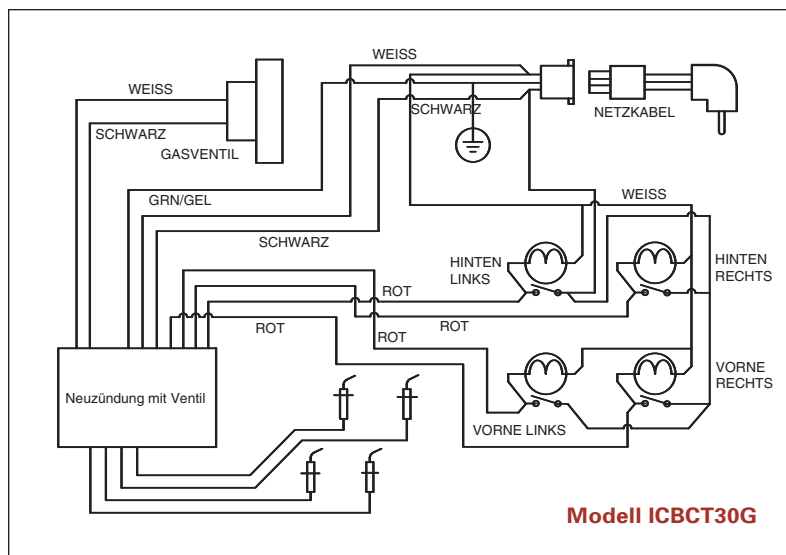 WEISS
WEISS
SCHWARZ
NETZKABEL
SCHWARZ
GASVENTIL
GRN/GEL
WEISS
SCHWARZ
HINTEN
LINKS
HINTEN
RECHTS
ROT
ROT
ROT
ROT
VORNE
RECHTS
Neuzündung mit Ventil
VORNE LINKS
Modell ICBCT30G